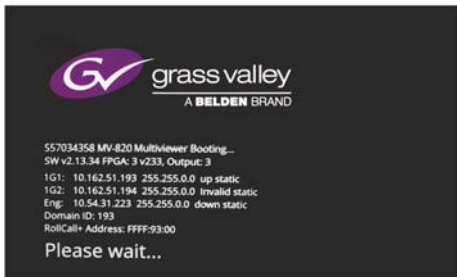 GV
grass valley
A BELDEN BRAND
S57034358 MV-820 Multiviewer Booting...
SW v2.13.34 FPGA: 3 v233, Output: 3
1G1: 10.162.51.193 255.255.0.0 up static
1G2: 10.162.51.194 255.255.0.0 Invalid static
Eng: 10.54.31.223 255.255.0.0 down static
Domain ID: 193
RollCall+ Address: FFFF:93:00
Please wait...